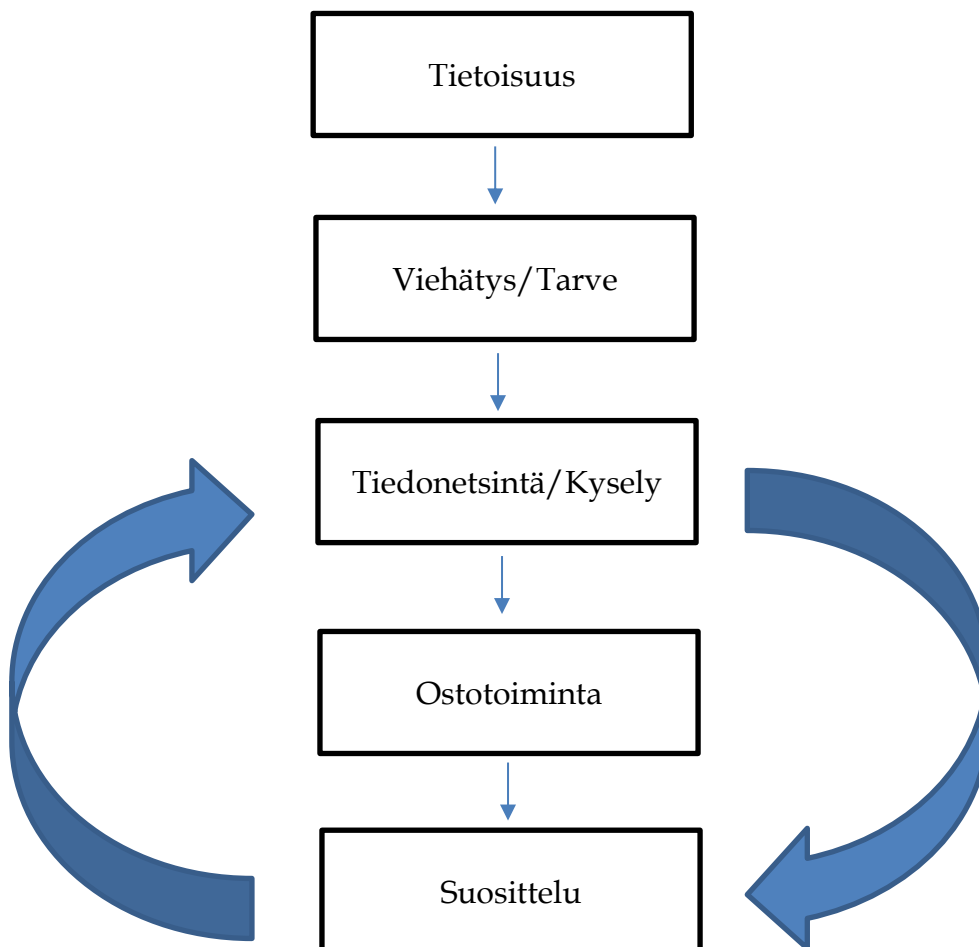 Tietoisuus
Viehätys/Tarve
Tiedonetsintä/Kysely
Ostotoiminta
Suosittelu